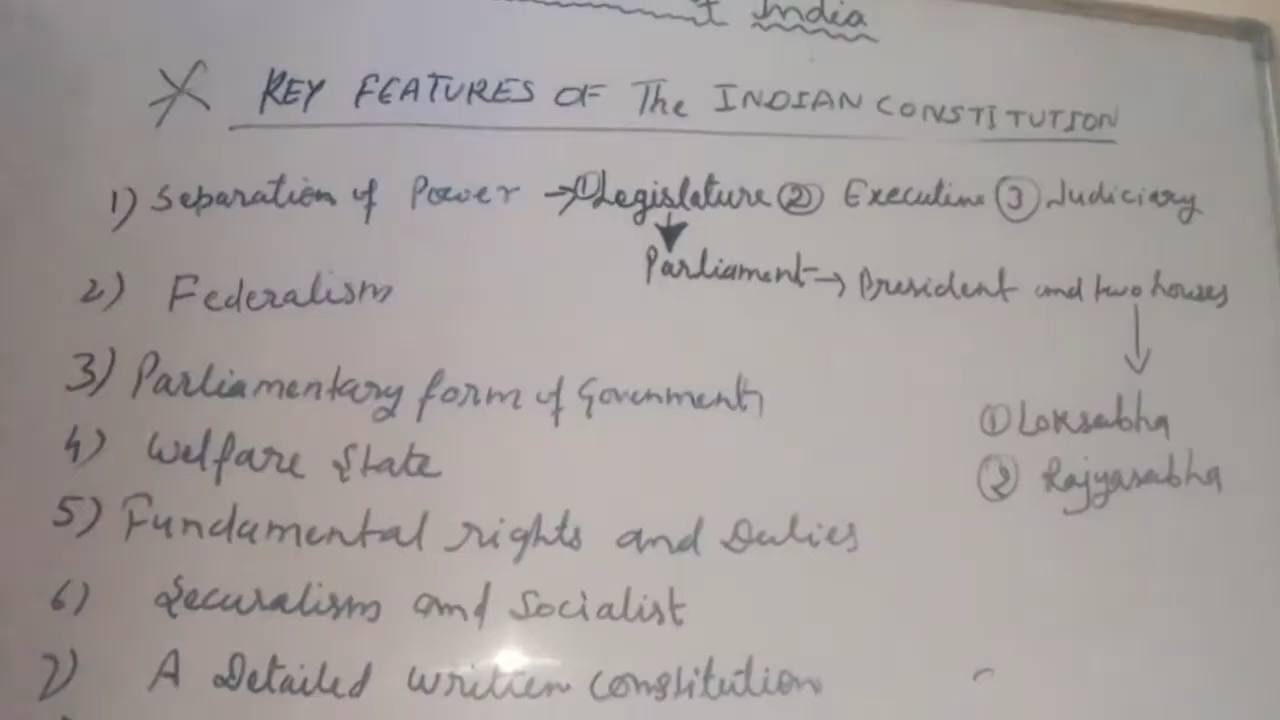 India
KEY FEATURES OF The INDIAN CONSTITUTION
1) Separation of Power → ① Legislature ② Executive ③ Judiciary
Parliament → President and two houses
2) Federalism
3) Parliamentary form of Government
① Loksabha
4) Welfare State
② Rajyasabha
5) Fundamental rights and Duties
6) Securalism and Socialist
7) A Detailed written constitution